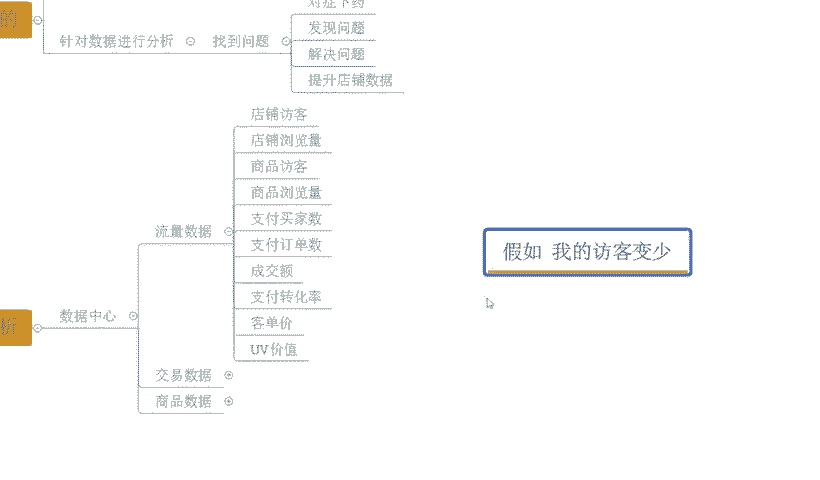 的
对症下药
针对数据进行分析
找到问题
发现问题
解决问题
提升店铺数据
店铺访客
店铺浏览量
商品访客
商品浏览量
流量数据
支付买家数
支付订单数
假如 我的访客变少
成交额
支付转化率
析
数据中心
客单价
UV价值
交易数据
商品数据